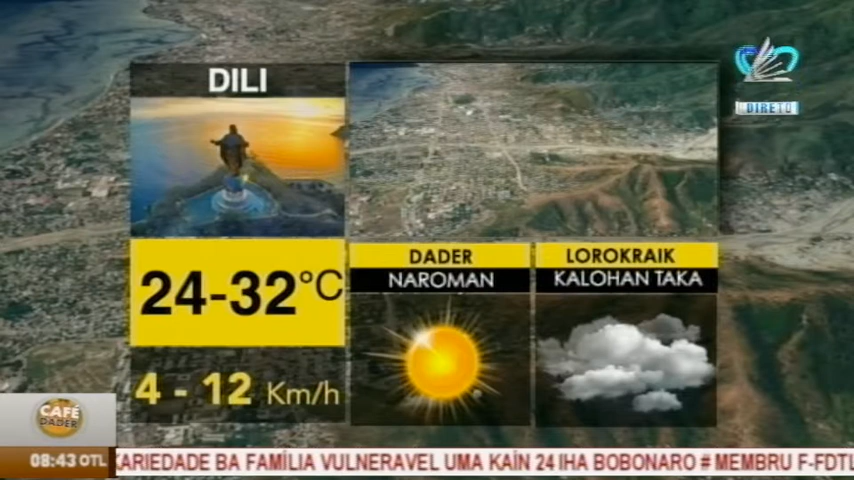 DILI
DIRETO
24-32°C
DADER
NAROMAN
LOROKRAIK
KALOHAN TAKA
4 - 12 Km/h
CAFÉ
DADER
08:43 OTL
KARIEDADE BA FAMÍLIA VULNERAVEL UMA KAÍN 24 IHA BOBONARO # MEMBRU F-FDTL